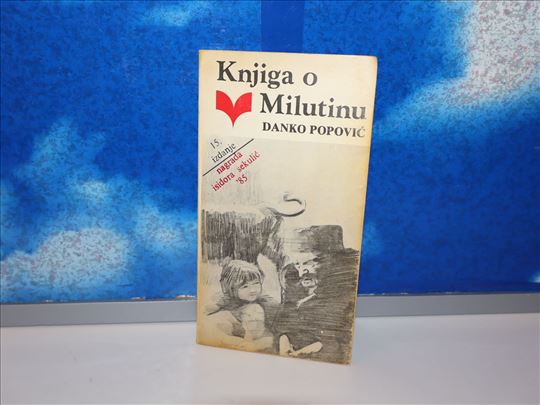 Knjiga o
Milutinu
DANKO POPOVIĆ
15.
izdanje
nagrada
isidora sekulić
'85